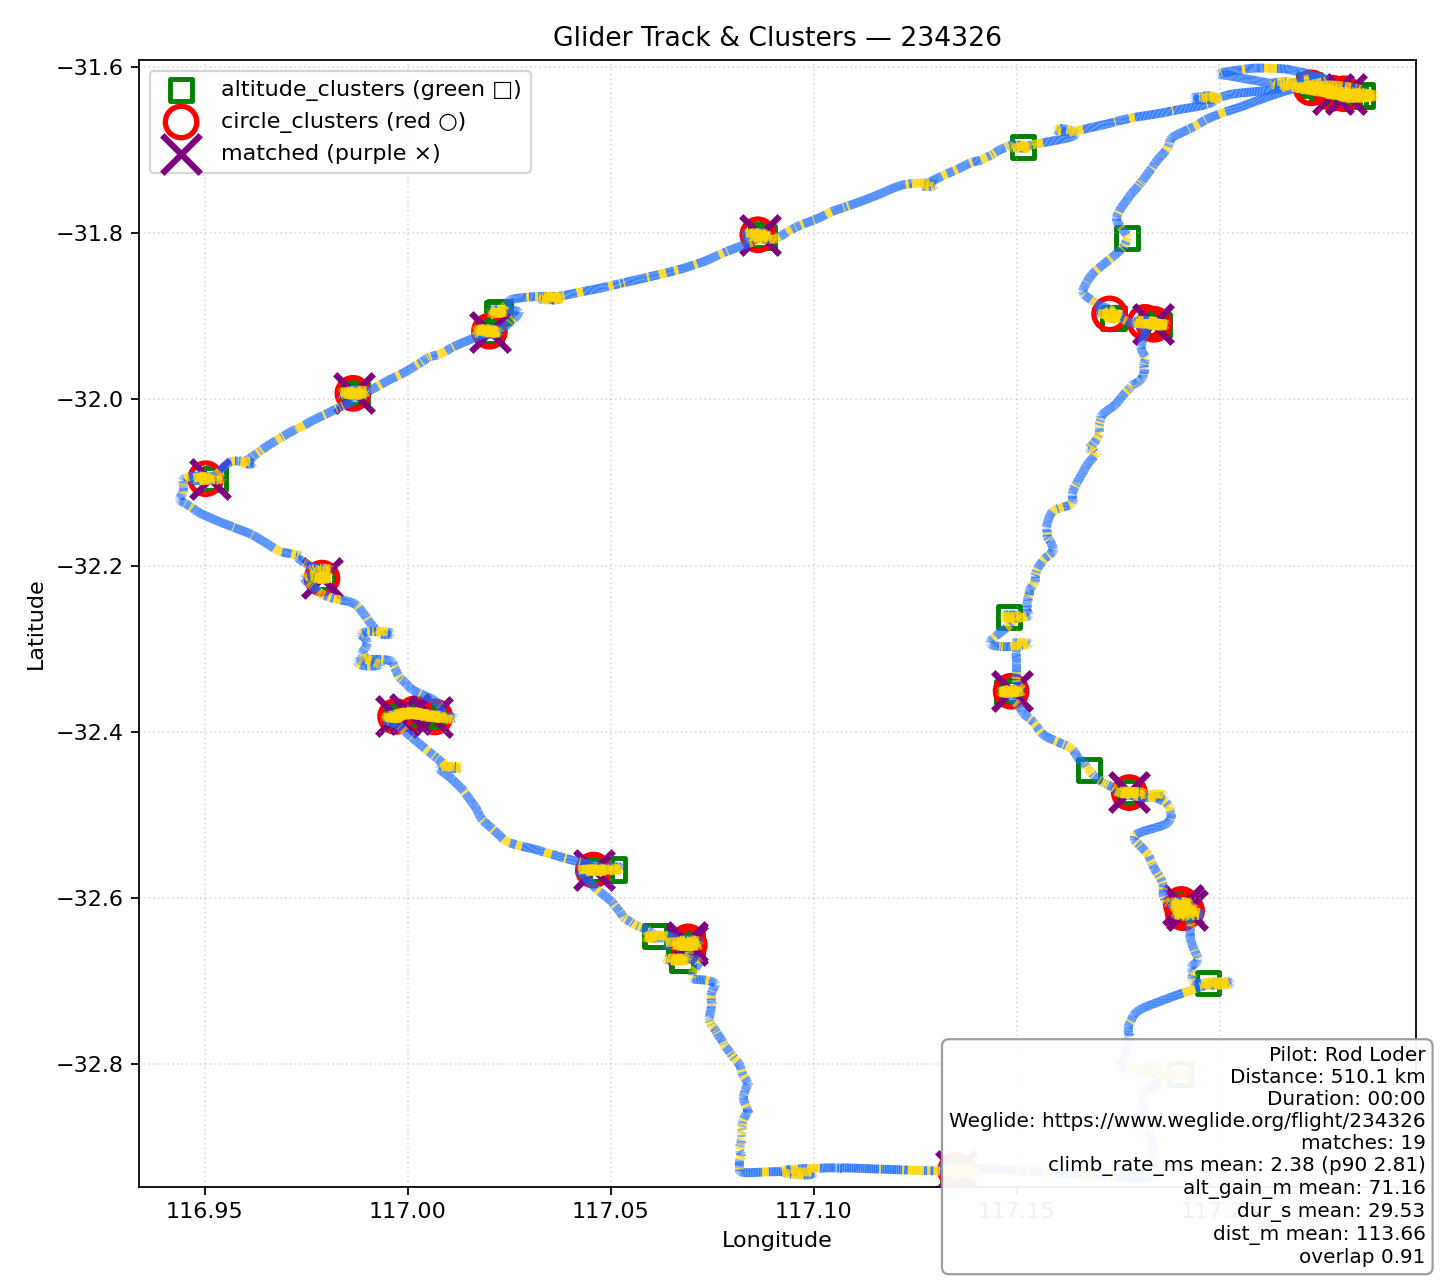 Glider Track & Clusters — 234326
altitude_clusters (green □)
circle_clusters (red ○)
matched (purple ×)
−31.6
−31.8
−32.0
−32.2
−32.4
−32.6
−32.8
Latitude
116.95
117.00
117.05
117.10
117.15
Longitude
Pilot: Rod Loder
Distance: 510.1 km
Duration: 00:00
Weglide: https://www.weglide.org/flight/234326
matches: 19
climb_rate_ms mean: 2.38 (p90 2.81)
alt_gain_m mean: 71.16
dur_s mean: 29.53
dist_m mean: 113.66
overlap 0.91